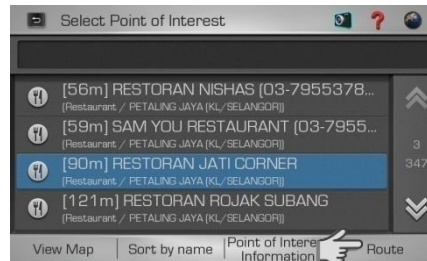 Select Point of Interest
[56m] RESTORAN NISHAS (03-7955378...
(Restaurant / PETALING JAYA (KL/SELANGOR))
[59m] SAM YOU RESTAURANT (03-7955...
(Restaurant / PETALING JAYA (KL/SELANGOR))
[90m] RESTORAN JATI CORNER
(Restaurant / PETALING JAYA (KL/SELANGOR))
3
347
[121m] RESTORAN ROJAK SUBANG
(Restaurant / PETALING JAYA (KL/SELANGOR))
View Map Sort by name Point of Intere Route
Information